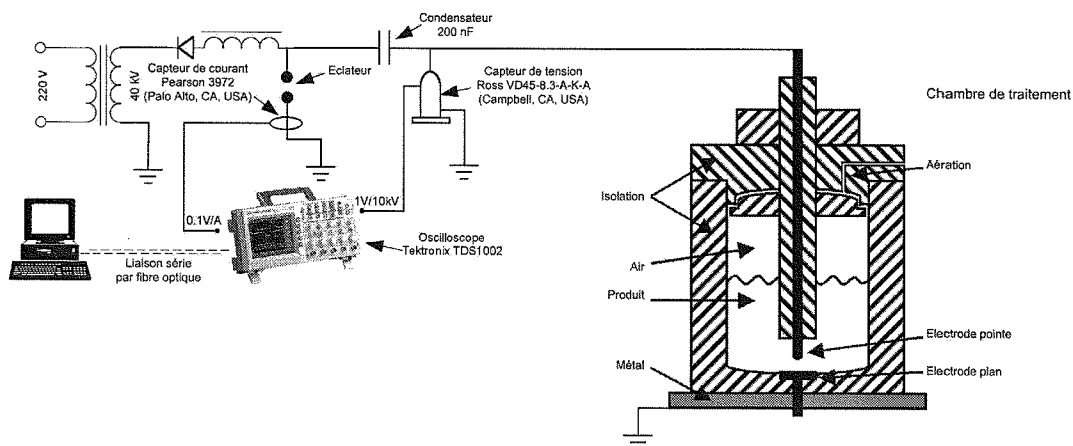 Condensateur
200 nF
220 V
40 kV
Capteur de courant
Pearson 3972
(Palo Alto, CA, USA)
Eclateur
Capteur de tension
Ross VD45-8.3-A-K-A
(Campbell, CA, USA)
Chambre de traitement
Aération
Isolation
0.1V/A
1V/10kV
Oscilloscope
Tektronix TDS1002
Liaison série
par fibre optique
Air
Produit
Electrode pointe
Métal
Electrode plan